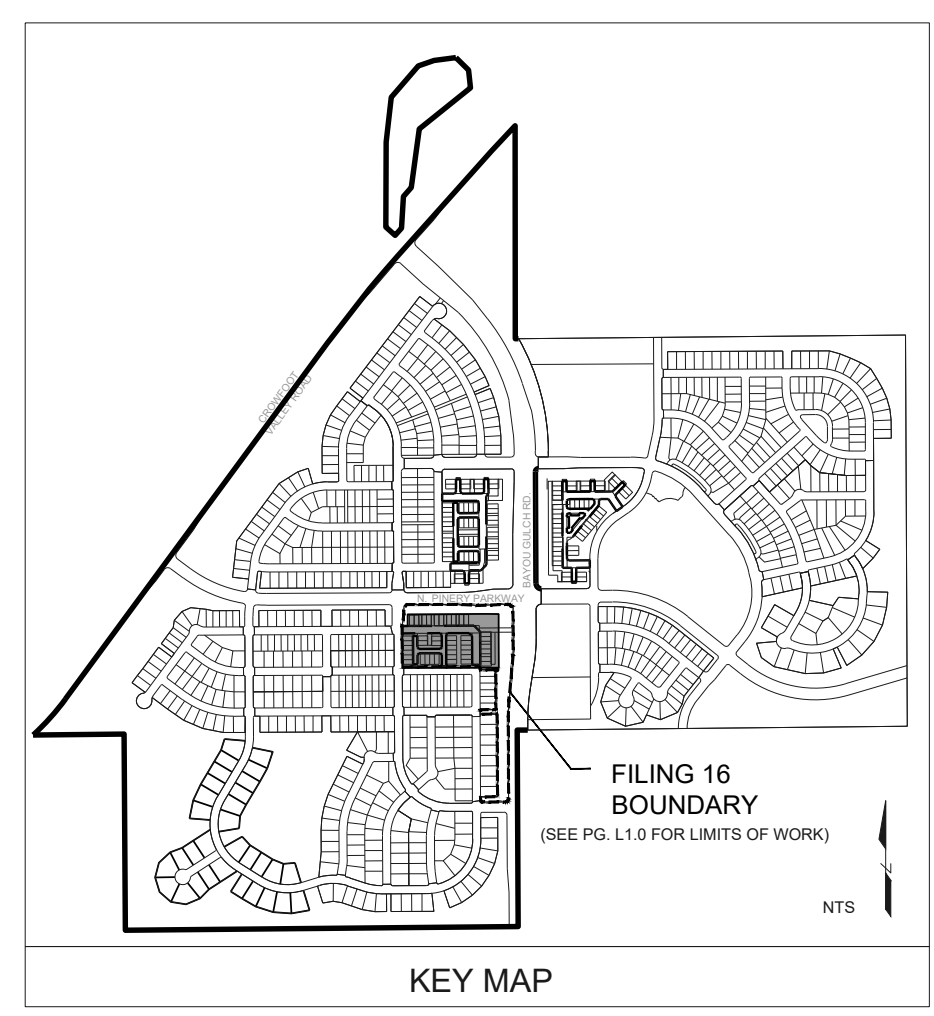 CROWFOOT
VALLEY ROAD
BAYOU GULCH RD.
N. PINERY PARKWAY
FILING 16
BOUNDARY
(SEE PG. L1.0 FOR LIMITS OF WORK)
Z
NTS
KEY MAP